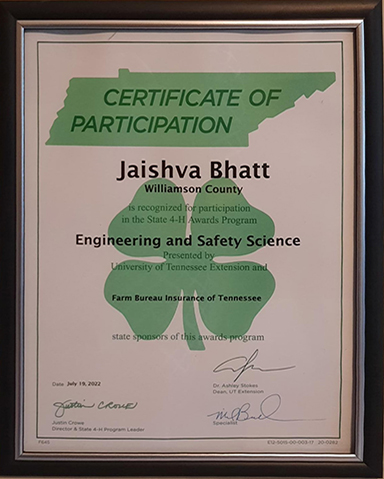 CERTIFICATE OF
PARTICIPATION
Jaishva Bhatt
Williamson County
is recognized for participation
in the State 4-H Awards Program
Engineering and Safety Science
Presented by
University of Tennessee Extension and
Farm Bureau Insurance of Tennessee
state sponsors of this awards program
Date July 19, 2022
Dr. Ashley Stokes
Dean, UT Extension
Justin Crowe
Justin Crowe
Director & State 4-H Program Leader
Specialist